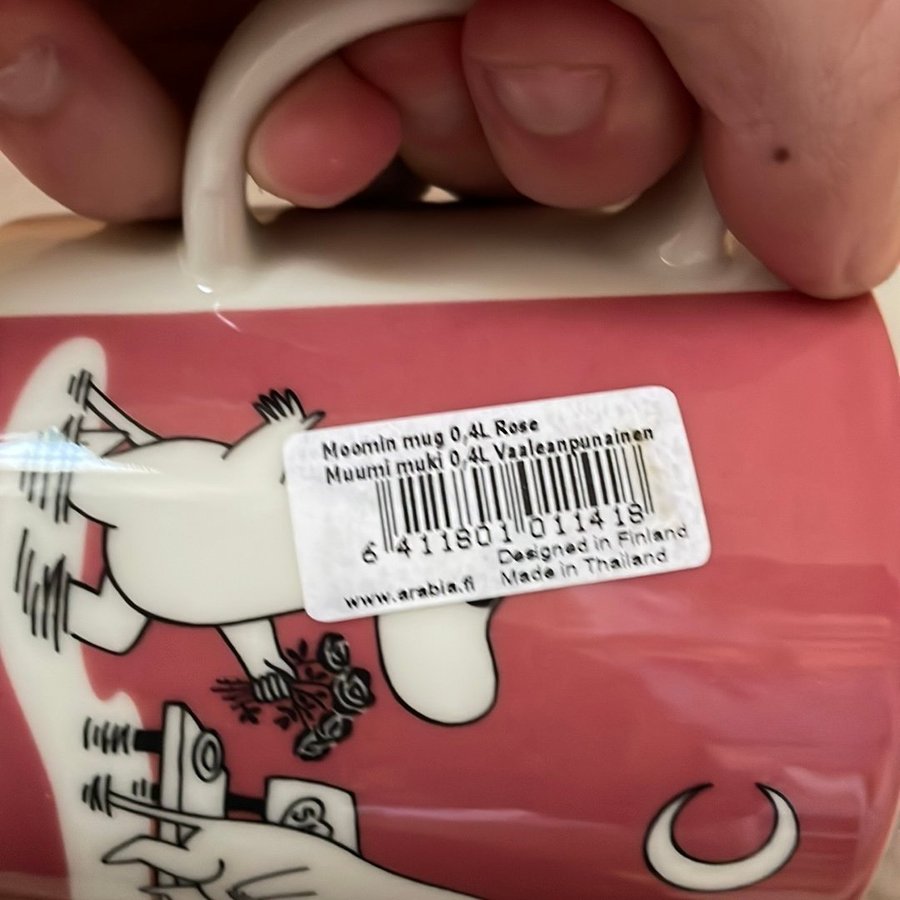 Moomin mug 0,4L Rose
Muumi muki 0,4L Vaaleanpunainen
6 411801 011418
Designed in Finland
www.arabia.fi Made in Thailand